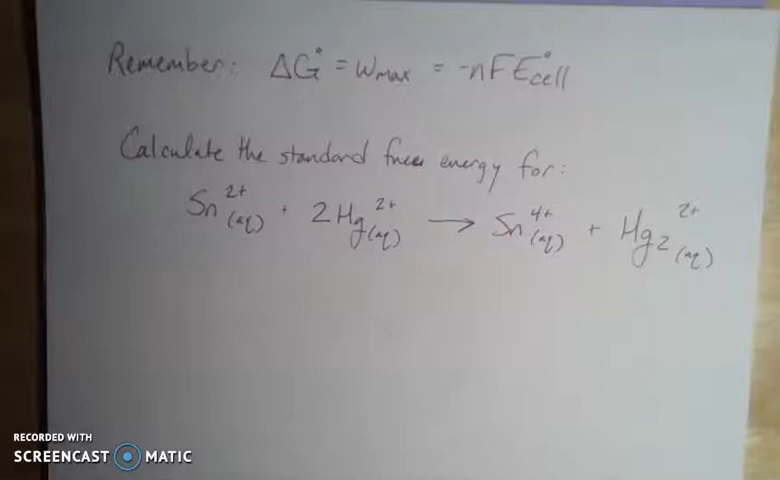 Remember: ΔG° = Wmax = -nFE°cell
Calculate the standard free energy for:
Sn²⁺(aq) + 2Hg²⁺(aq) → Sn⁴⁺(aq) + Hg₂²⁺(aq)
RECORDED WITH
SCREENCAST MATIC